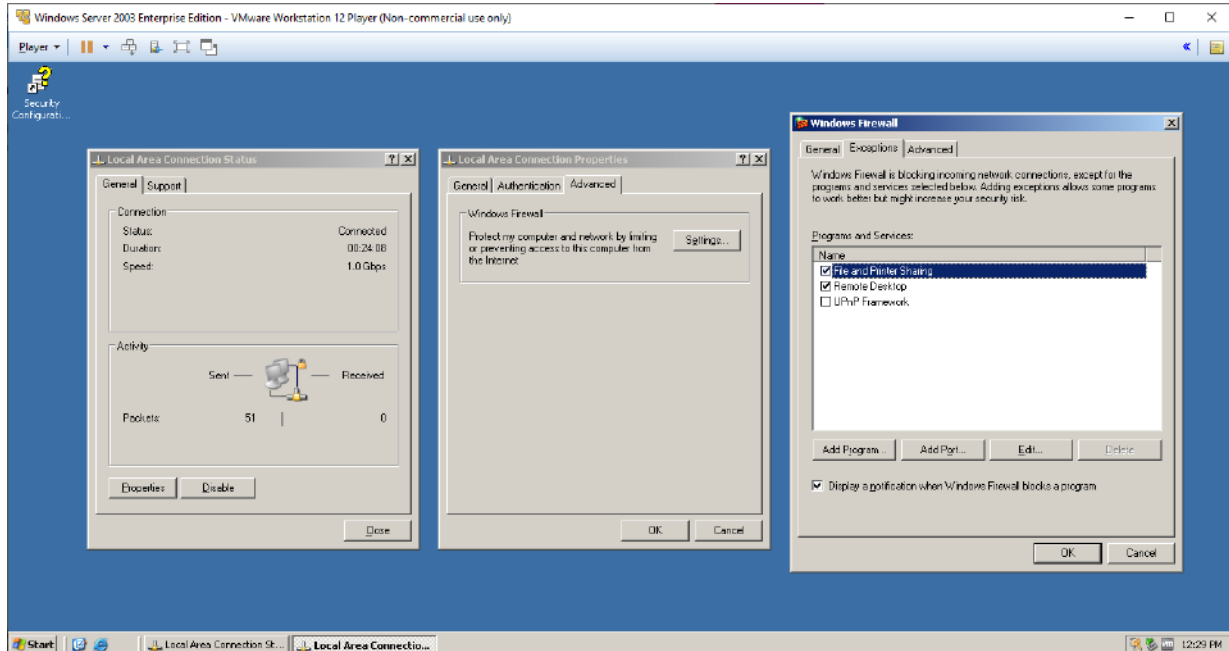 Windows Server 2003 Enterprise Edition - VMware Workstation 12 Player (Non-commercial use only)
Player
Security
Configurati...
Local Area Connection Status
General Support
Connection
Status: Connected
Duration: 00:24:08
Speed: 1.0 Gbps
Activity
Sent — — Received
Packets: 51 | 0
Properties Disable
Close
Local Area Connection Properties
General Authentication Advanced
Windows Firewall
Protect my computer and network by limiting
or preventing access to this computer from
the Internet
Settings...
OK Cancel
Windows Firewall
General Exceptions Advanced
Windows Firewall is blocking incoming network connections, except for the
programs and services selected below. Adding exceptions allows some programs
to work better but might increase your security risk.
Programs and Services:
Name
File and Printer Sharing
Remote Desktop
UPnP Framework
Add Program... Add Port... Edit... Delete
Display a notification when Windows Firewall blocks a program
OK Cancel
Start Local Area Connection St... Local Area Connectio... 12:29 PM